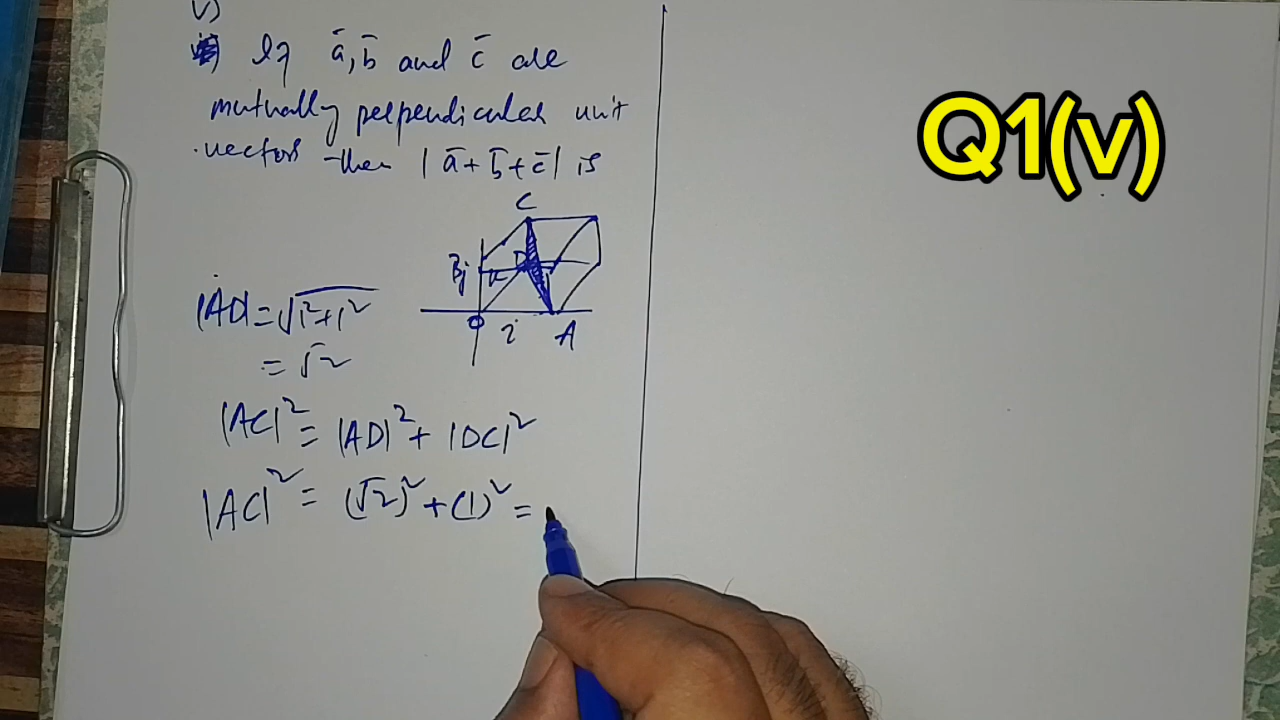 v)
If a̅, b̅ and c̅ are
mutually perpendicular unit
vectors then | a̅ + b̅ + c̅ | is
C
B j k D
O i A
|AD| = √1² + 1²
= √2
|AC|² = |AD|² + |DC|²
|AC|² = (√2)² + (1)² =
Q1(v)